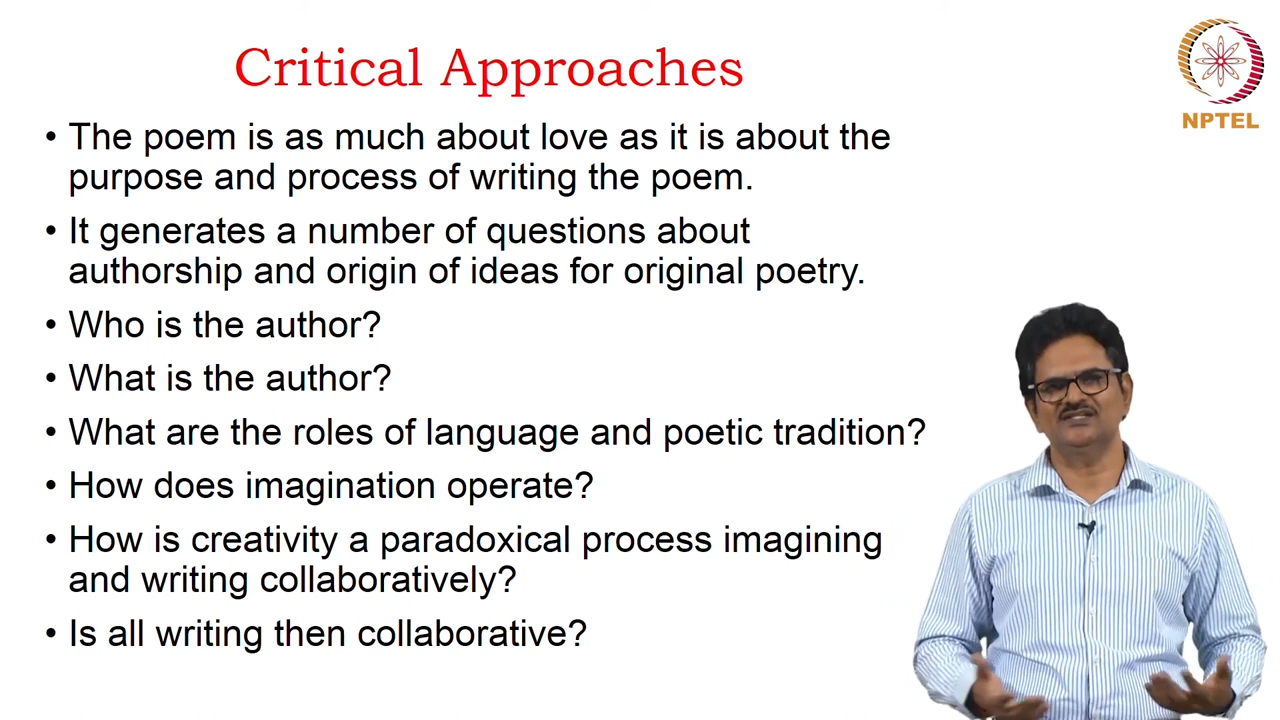 Critical Approaches
NPTEL
• The poem is as much about love as it is about the
purpose and process of writing the poem.
• It generates a number of questions about
authorship and origin of ideas for original poetry.
• Who is the author?
• What is the author?
• What are the roles of language and poetic tradition?
• How does imagination operate?
• How is creativity a paradoxical process imagining
and writing collaboratively?
• Is all writing then collaborative?